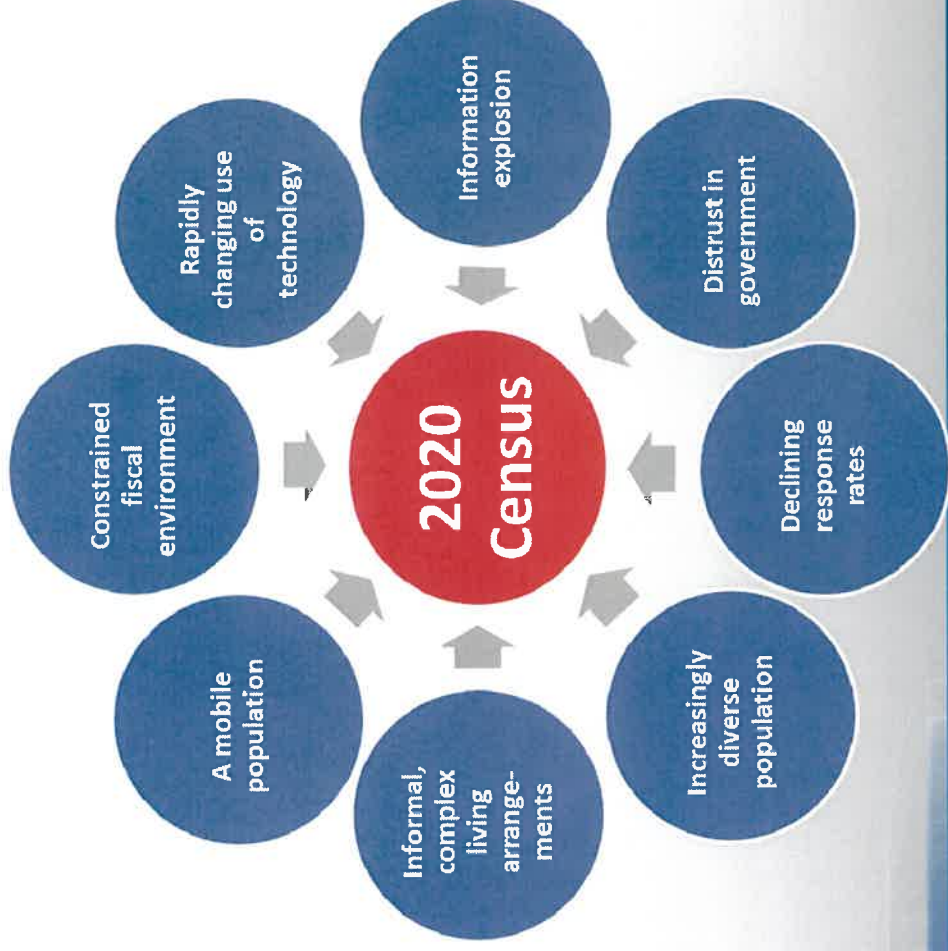 Constrained
fiscal
environment
Rapidly
changing use
of
technology
Information
explosion
Distrust in
government
Declining
response
rates
Increasingly
diverse
population
Informal,
complex
living
arrange-
ments
A mobile
population
2020
Census